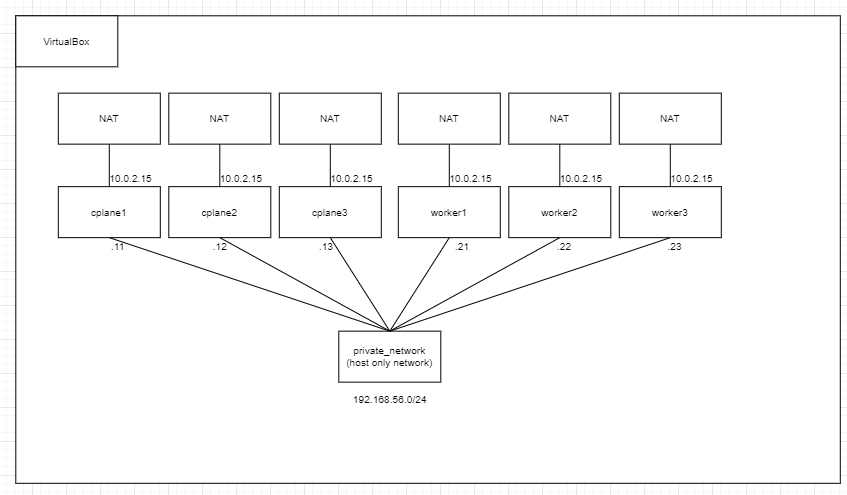 VirtualBox
NAT
NAT
NAT
NAT
NAT
NAT
10.0.2.15
10.0.2.15
10.0.2.15
10.0.2.15
10.0.2.15
10.0.2.15
cplane1
cplane2
cplane3
worker1
worker2
worker3
.11
.12
.13
.21
.22
.23
private_network
(host only network)
192.168.56.0/24